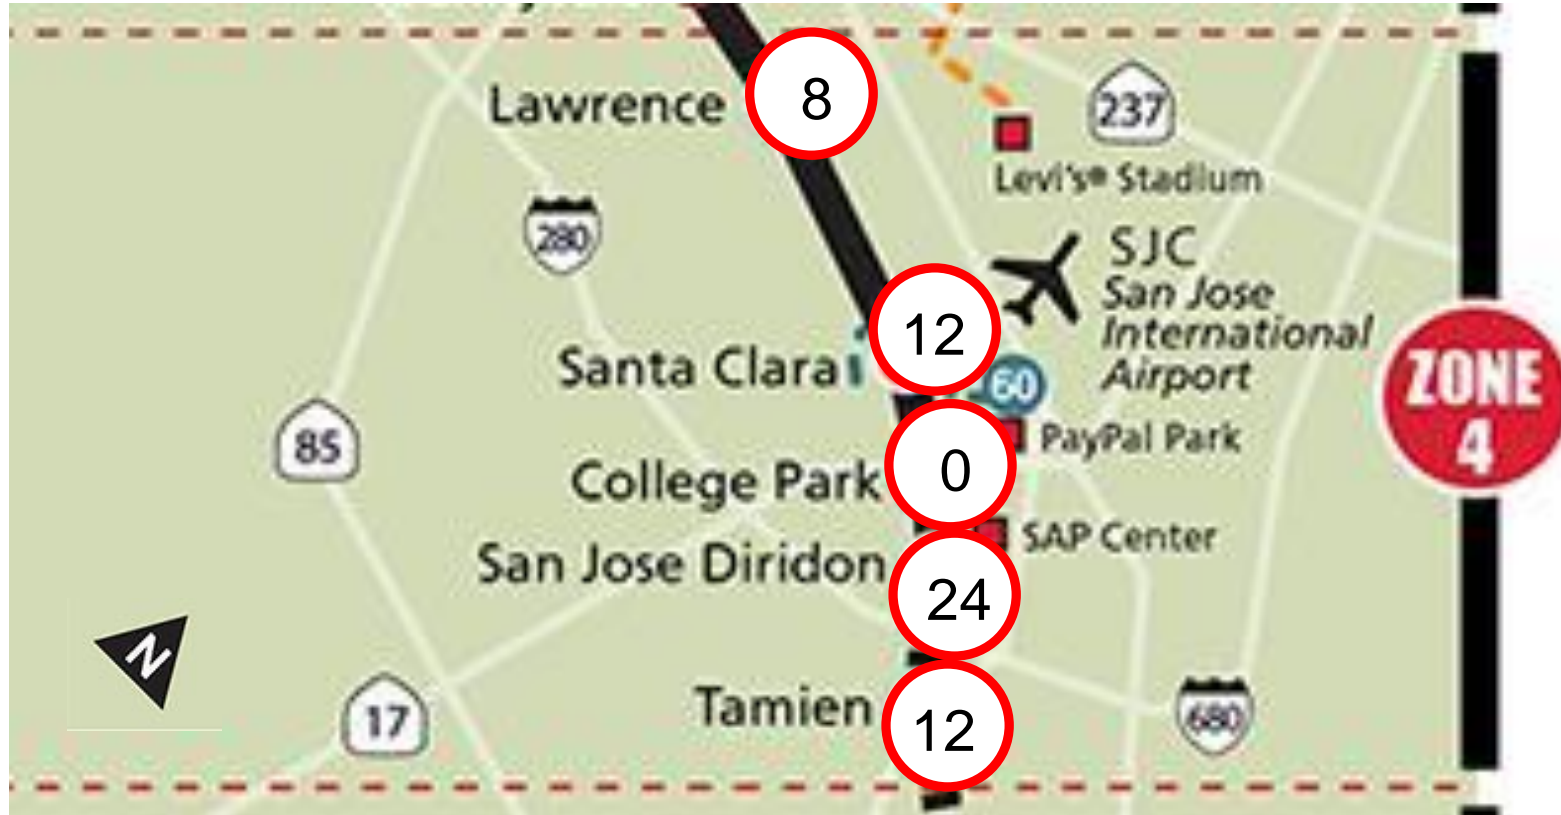 Lawrence
8
237
Levi's® Stadium
280
SJC
San Jose
International
Airport
12
Santa Clara
60
ZONE
4
85
PayPal Park
College Park
0
SAP Center
San Jose Diridon
24
N
Tamien
12
17
680